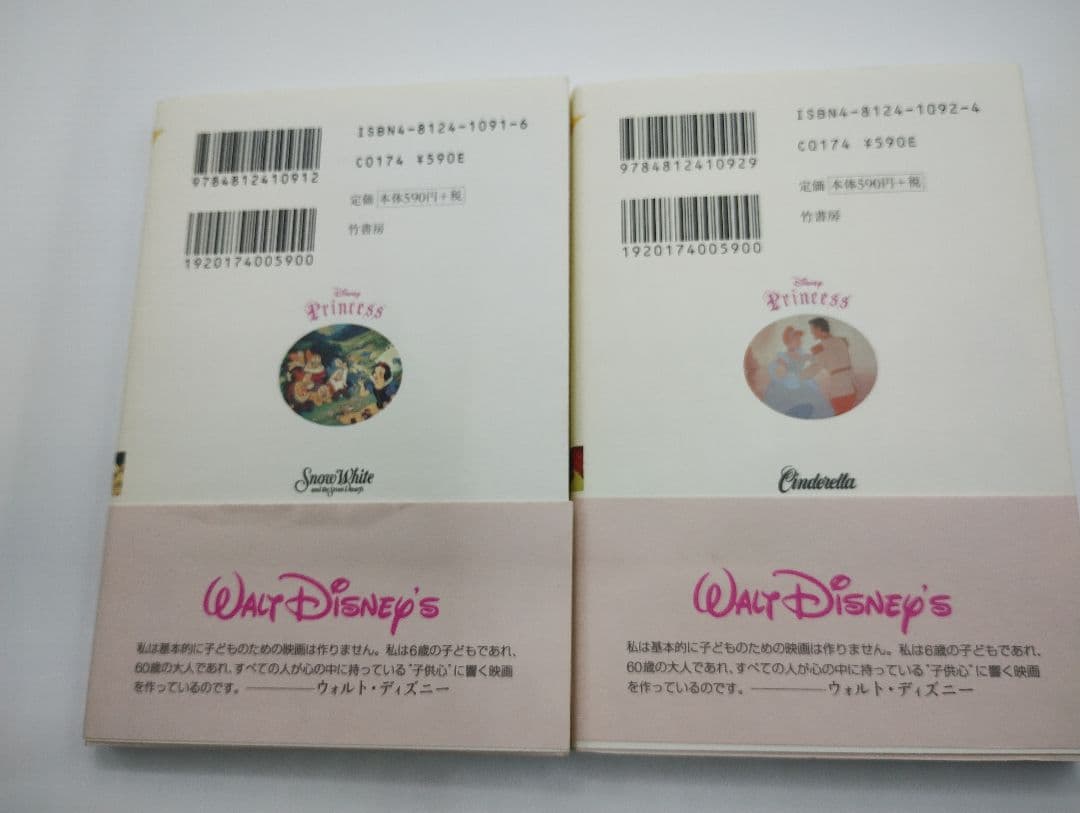 ISBN4-8124-1091-6
9784812410912
C0174 ¥590E
定価 本体590円+税
竹書房
1920174005900
Disney
Princess
Snow White
and the Seven Dwarfs
WALT DISNEY'S
私は基本的に子どものための映画は作りません。私は6歳の子どもであれ、
60歳の大人であれ、すべての人が心の中に持っている"子供心"に響く映画
を作っているのです。————ウォルト・ディズニー
ISBN4-8124-1092-4
9784812410929
C0174 ¥590E
定価 本体590円+税
竹書房
1920174005900
Disney
Princess
Cinderella
WALT DISNEY'S
私は基本的に子どものための映画は作りません。私は6歳の子どもであれ、
60歳の大人であれ、すべての人が心の中に持っている"子供心"に響く映画
を作っているのです。————ウォルト・ディズニー